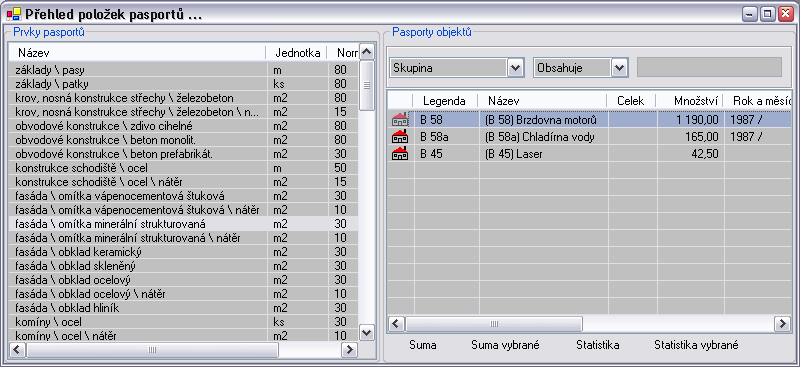 Přehled položek pasportů ...
Prvky pasportů
Název Jednotka Norr
základy \ pasy m 80
základy \ patky ks 80
krov, nosná konstrukce střechy \ železobeton m2 80
krov, nosná konstrukce střechy \ železobeton \ n... m2 15
obvodové konstrukce \ zdivo cihelné m2 80
obvodové konstrukce \ beton monolit. m2 80
obvodové konstrukce \ beton prefabrikát. m2 30
konstrukce schodiště \ ocel m 50
konstrukce schodiště \ ocel \ nátěr m2 15
fasáda \ omítka vápenocementová štuková m2 30
fasáda \ omítka vápenocementová štuková \ nátěr m2 10
fasáda \ omítka minerální strukturovaná m2 30
fasáda \ omítka minerální strukturovaná \ nátěr m2 10
fasáda \ obklad keramický m2 30
fasáda \ obklad skleněný m2 30
fasáda \ obklad ocelový m2 30
fasáda \ obklad ocelový \ nátěr m2 10
fasáda \ obklad hliník m2 30
komíny \ ocel ks 30
komíny \ ocel \ nátěr m2 10
Pasporty objektů
Skupina Obsahuje
Legenda Název Celek Množství Rok a měsíc
B 58 (B 58) Brzdovna motorů 1 190,00 1987 /
B 58a (B 58a) Chladírna vody 165,00 1987 /
B 45 (B 45) Laser 42,50
Suma Suma vybrané Statistika Statistika vybrané